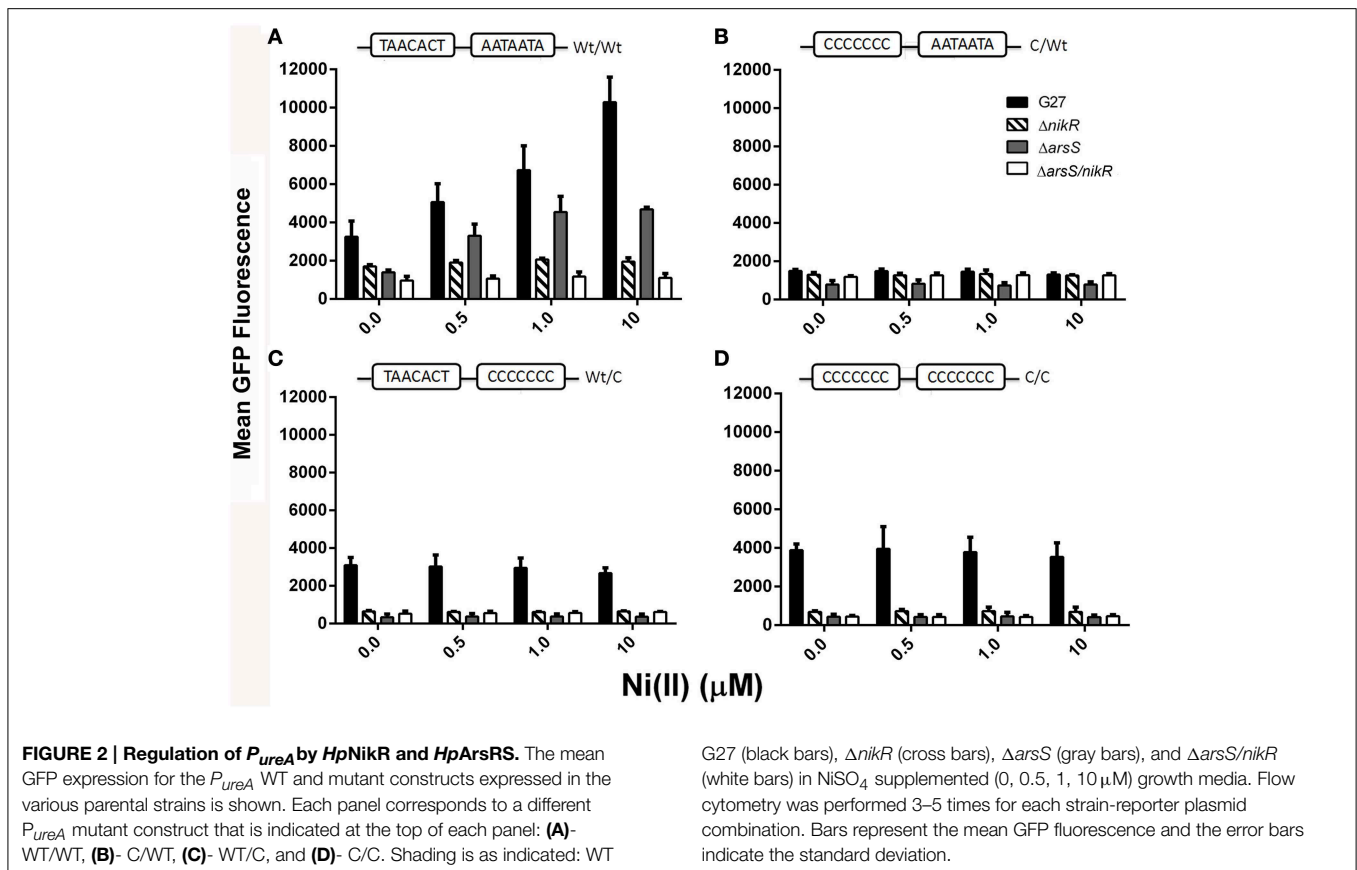 A
TAACACT AATAATA Wt/Wt
12000
10000
8000
6000
4000
2000
0
0.0 0.5 1.0 10
B
CCCCCCC AATAATA C/Wt
12000
10000
8000
6000
4000
2000
0
G27
ΔnikR
ΔarsS
ΔarsS/nikR
0.0 0.5 1.0 10
Mean GFP Fluorescence
C
TAACACT CCCCCCC Wt/C
12000
10000
8000
6000
4000
2000
0
0.0 0.5 1.0 10
D
CCCCCCC CCCCCCC C/C
12000
10000
8000
6000
4000
2000
0
0.0 0.5 1.0 10
Ni(II) (μM)
FIGURE 2 | Regulation of PureA by HpNikR and HpArsRS. The mean
GFP expression for the PureA WT and mutant constructs expressed in the
various parental strains is shown. Each panel corresponds to a different
PureA mutant construct that is indicated at the top of each panel: (A)-
WT/WT, (B)- C/WT, (C)- WT/C, and (D)- C/C. Shading is as indicated: WT
G27 (black bars), ΔnikR (cross bars), ΔarsS (gray bars), and ΔarsS/nikR
(white bars) in NiSO4 supplemented (0, 0.5, 1, 10 μM) growth media. Flow
cytometry was performed 3–5 times for each strain-reporter plasmid
combination. Bars represent the mean GFP fluorescence and the error bars
indicate the standard deviation.